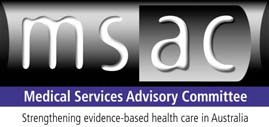 msac
Medical Services Advisory Committee
Strengthening evidence-based health care in Australia